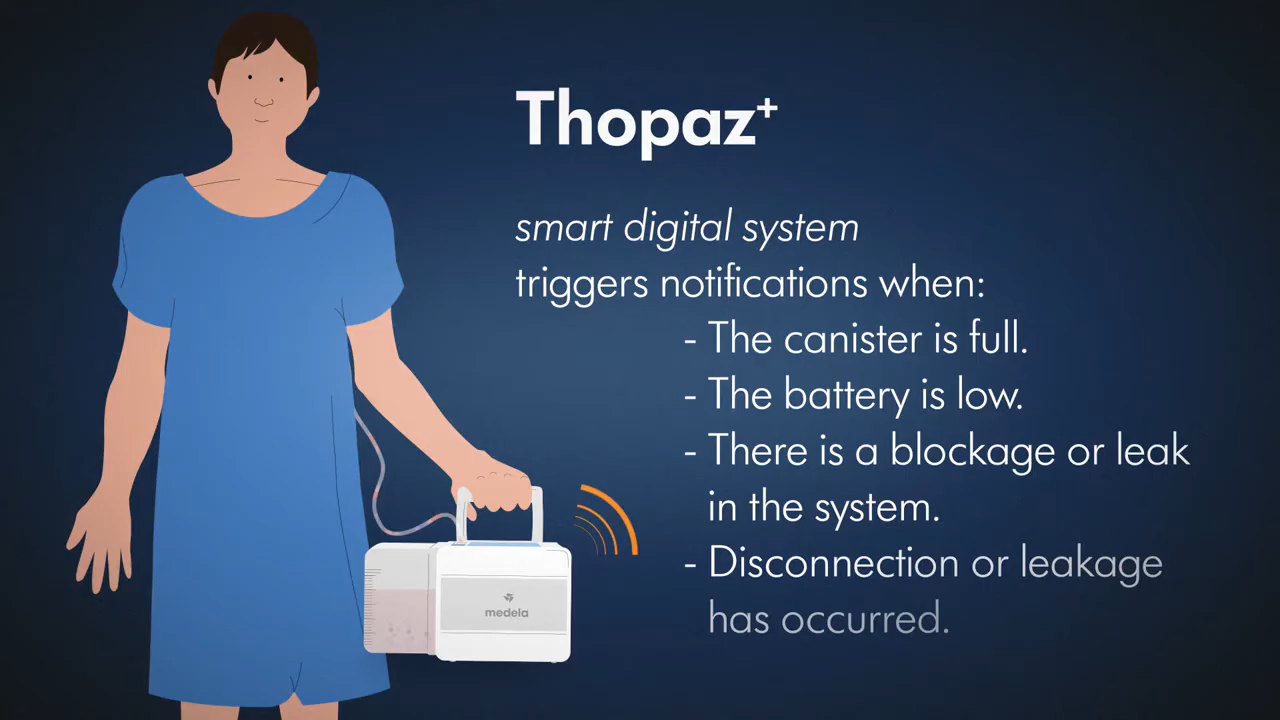 Thopaz⁺
smart digital system
triggers notifications when:
- The canister is full.
- The battery is low.
- There is a blockage or leak
in the system.
- Disconnection or leakage
has occurred.
medela